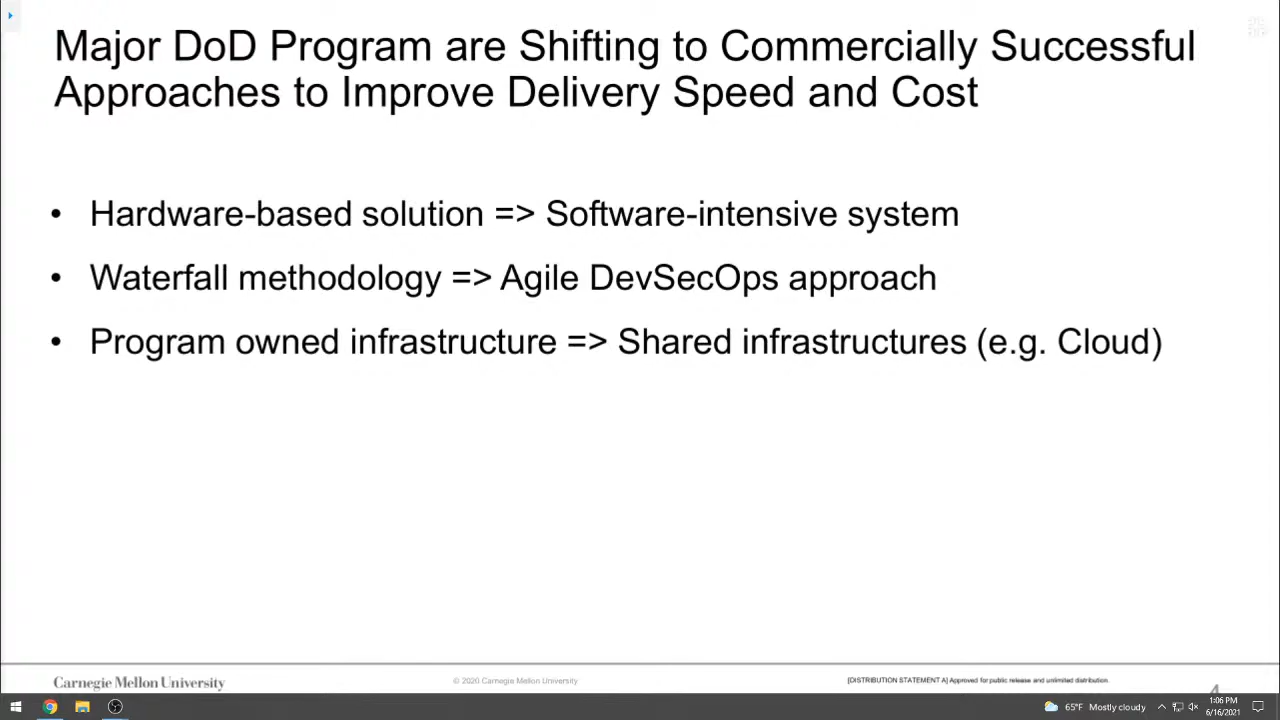 Major DoD Program are Shifting to Commercially Successful
Approaches to Improve Delivery Speed and Cost
• Hardware-based solution => Software-intensive system
• Waterfall methodology => Agile DevSecOps approach
• Program owned infrastructure => Shared infrastructures (e.g. Cloud)
Carnegie Mellon University
© 2020 Carnegie Mellon University
[DISTRIBUTION STATEMENT A] Approved for public release and unlimited distribution.
4
65°F Mostly cloudy
1:06 PM
6/16/2021